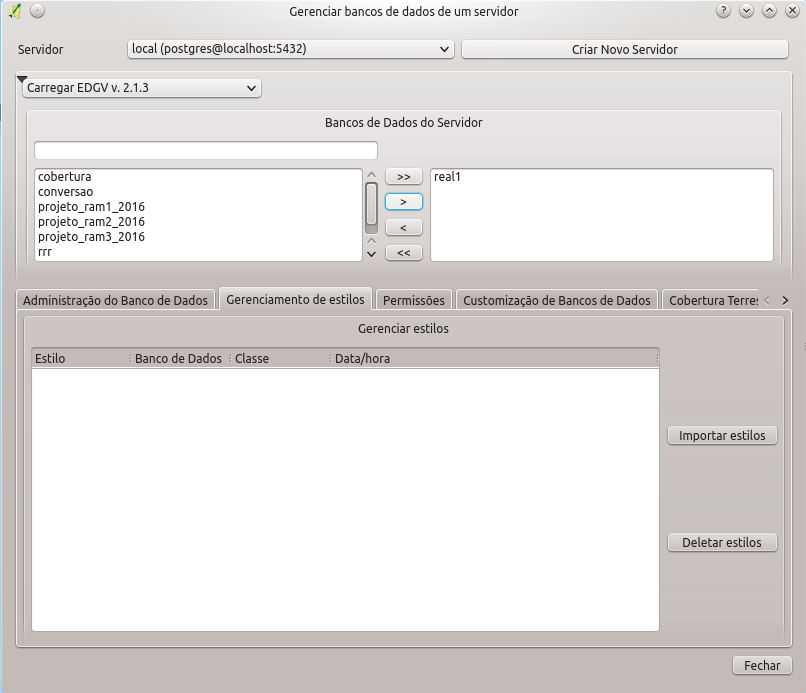 Gerenciar bancos de dados de um servidor
Servidor
local (postgres@localhost:5432)
Criar Novo Servidor
Carregar EDGV v. 2.1.3
Bancos de Dados do Servidor
cobertura
conversao
projeto_ram1_2016
projeto_ram2_2016
projeto_ram3_2016
rrr
>>
>
<
<<
real1
Administração do Banco de Dados
Gerenciamento de estilos
Permissões
Customização de Bancos de Dados
Cobertura Terre
Gerenciar estilos
Estilo
Banco de Dados
Classe
Data/hora
Importar estilos
Deletar estilos
Fechar